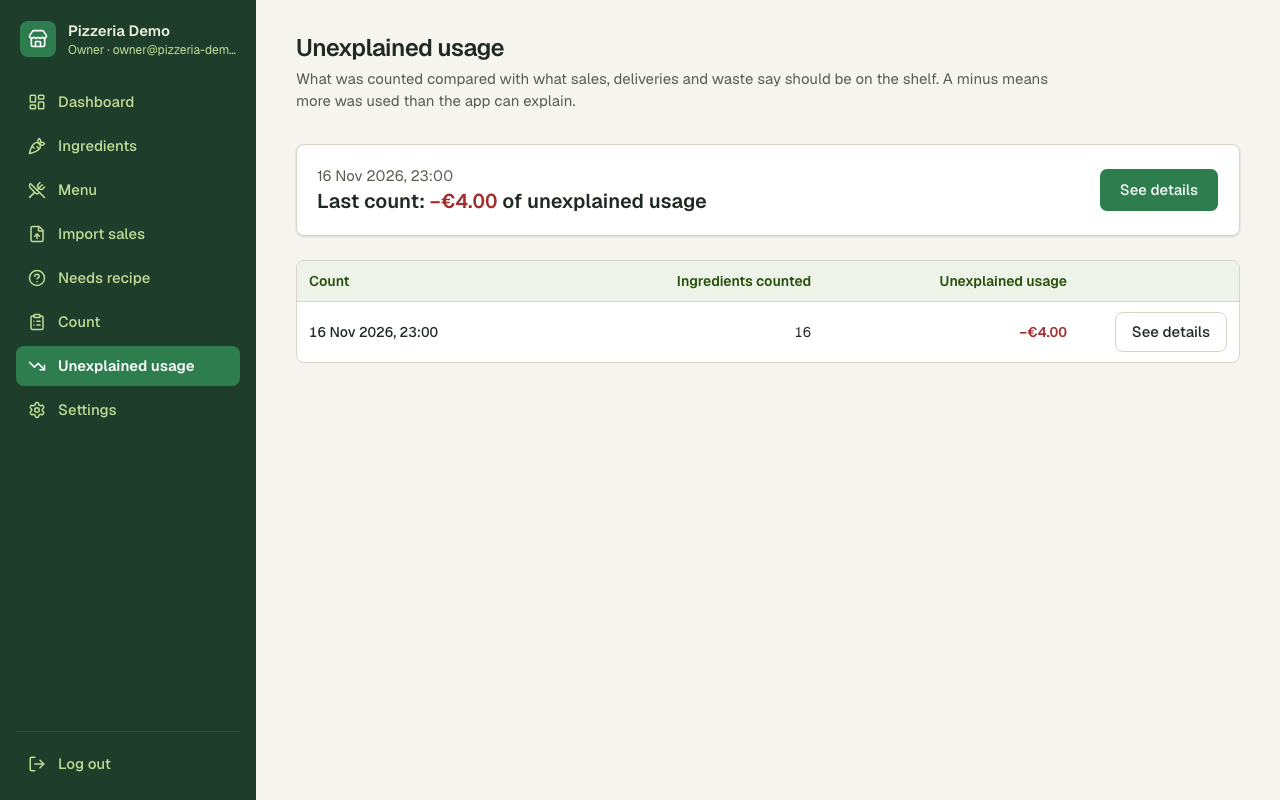 Pizzeria Demo
Owner · owner@pizzeria-dem…
Dashboard
Ingredients
Menu
Import sales
Needs recipe
Count
Unexplained usage
Settings
Log out
Unexplained usage
What was counted compared with what sales, deliveries and waste say should be on the shelf. A minus means
more was used than the app can explain.
16 Nov 2026, 23:00
Last count: −€4.00 of unexplained usage
See details
Count Ingredients counted Unexplained usage
16 Nov 2026, 23:00 16 −€4.00 See details